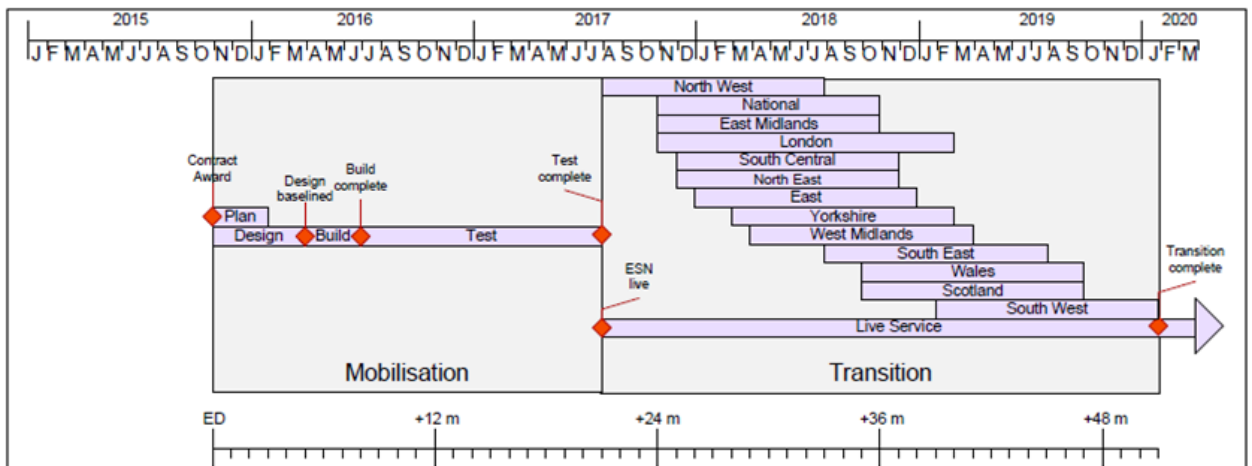 2015 2016 2017 2018 2019 2020
J F M A M J J A S O N D J F M A M J J A S O N D J F M A M J J A S O N D J F M A M J J A S O N D J F M A M J J A S O N D J F M
North West
National
East Midlands
London
South Central
North East
East
Yorkshire
West Midlands
South East
Wales
Scotland
South West
Live Service
Contract
Award
Design
baselined
Build
complete
Test
complete
Plan
Design Build Test
ESN
live
Transition
complete
Mobilisation Transition
ED +12 m +24 m +36 m +48 m